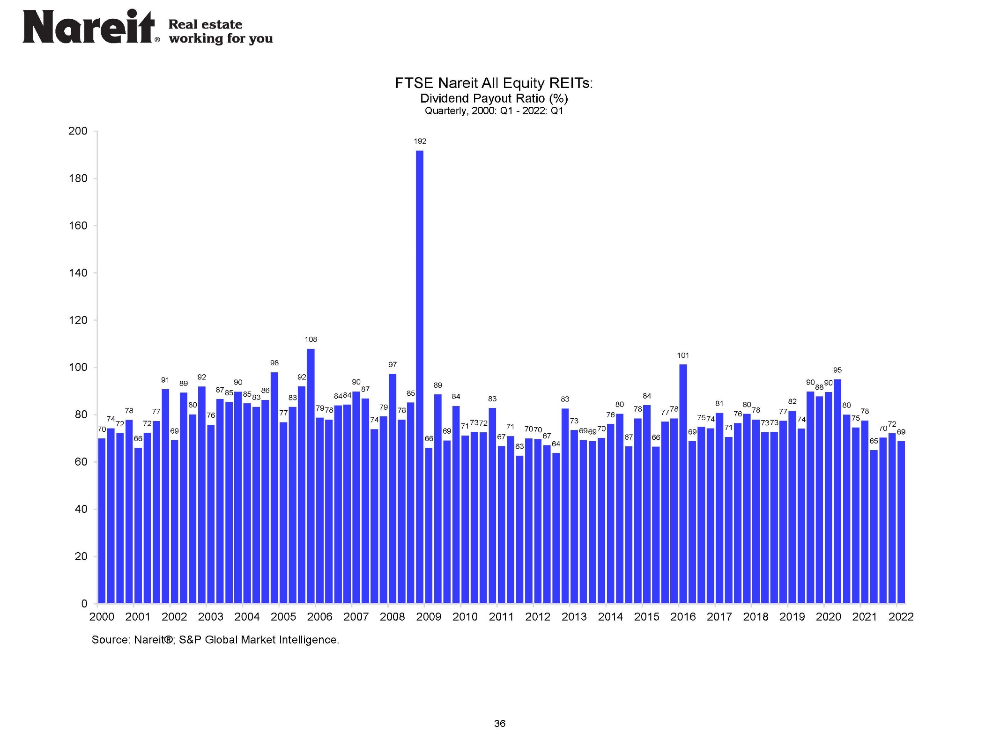 Nareit® Real estate
working for you
FTSE Nareit All Equity REITs:
Dividend Payout Ratio (%)
Quarterly, 2000: Q1 - 2022: Q1
200
180
160
140
120
100
80
60
40
20
0
70 74 72 78 66 72 77 91 69 89 80 92 76 87 85 90 85 83 86 98 77 83 92 108 79 78 84 84 90 87 74 79 97 78 85 192 66 89 69 84 71 73 72 83 67 71 63 70 70 67 64 83 73 69 69 70 76 80 67 78 84 66 77 78 101 69 75 74 81 71 76 80 78 73 73 77 82 74 90 88 90 95 80 75 78 65 70 72 69
2000 2001 2002 2003 2004 2005 2006 2007 2008 2009 2010 2011 2012 2013 2014 2015 2016 2017 2018 2019 2020 2021 2022
Source: Nareit®; S&P Global Market Intelligence.
36